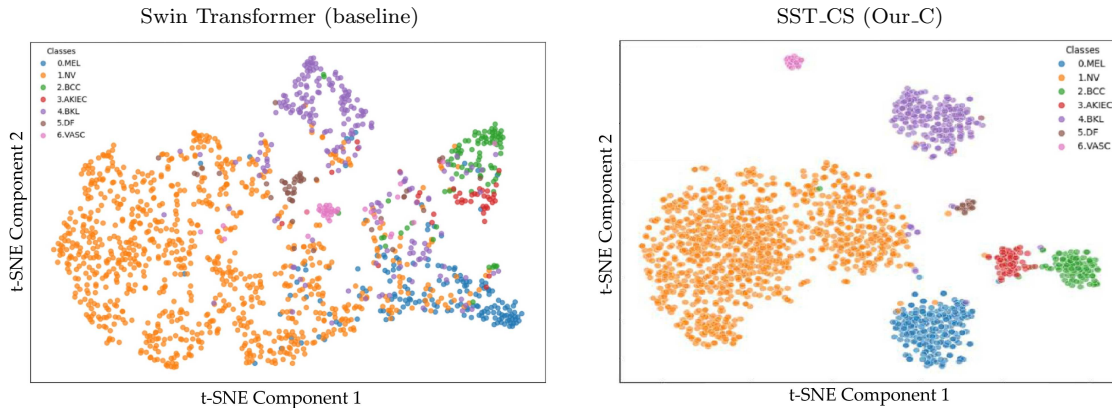 Swin Transformer (baseline)
Classes
0.MEL
1.NV
2.BCC
3.AKIEC
4.BKL
5.DF
6.VASC
t-SNE Component 2
t-SNE Component 1
SST_CS (Our_C)
Classes
0.MEL
1.NV
2.BCC
3.AKIEC
4.BKL
5.DF
6.VASC
t-SNE Component 2
t-SNE Component 1